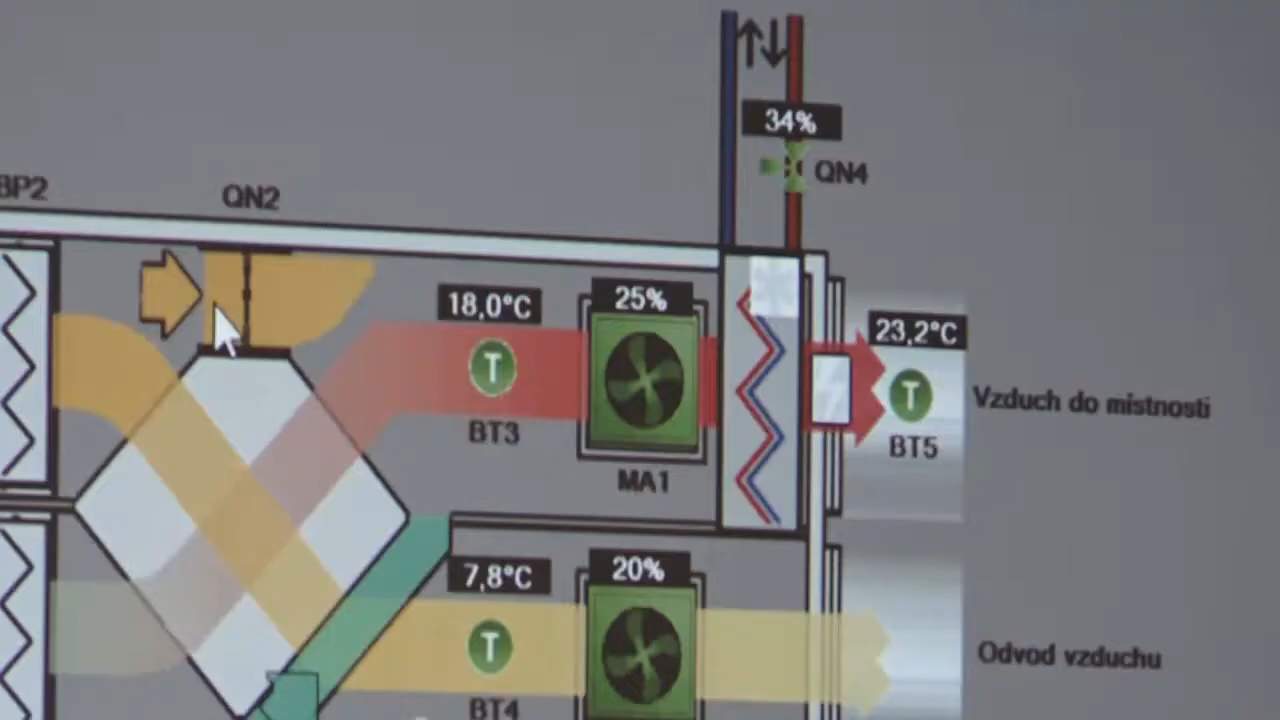 34%
QN4
BP2
QN2
18,0°C
25%
23,2°C
T
T
Vzduch do místnosti
BT3
BT5
MA1
7,8°C
20%
T
Odvod vzduchu
BT4